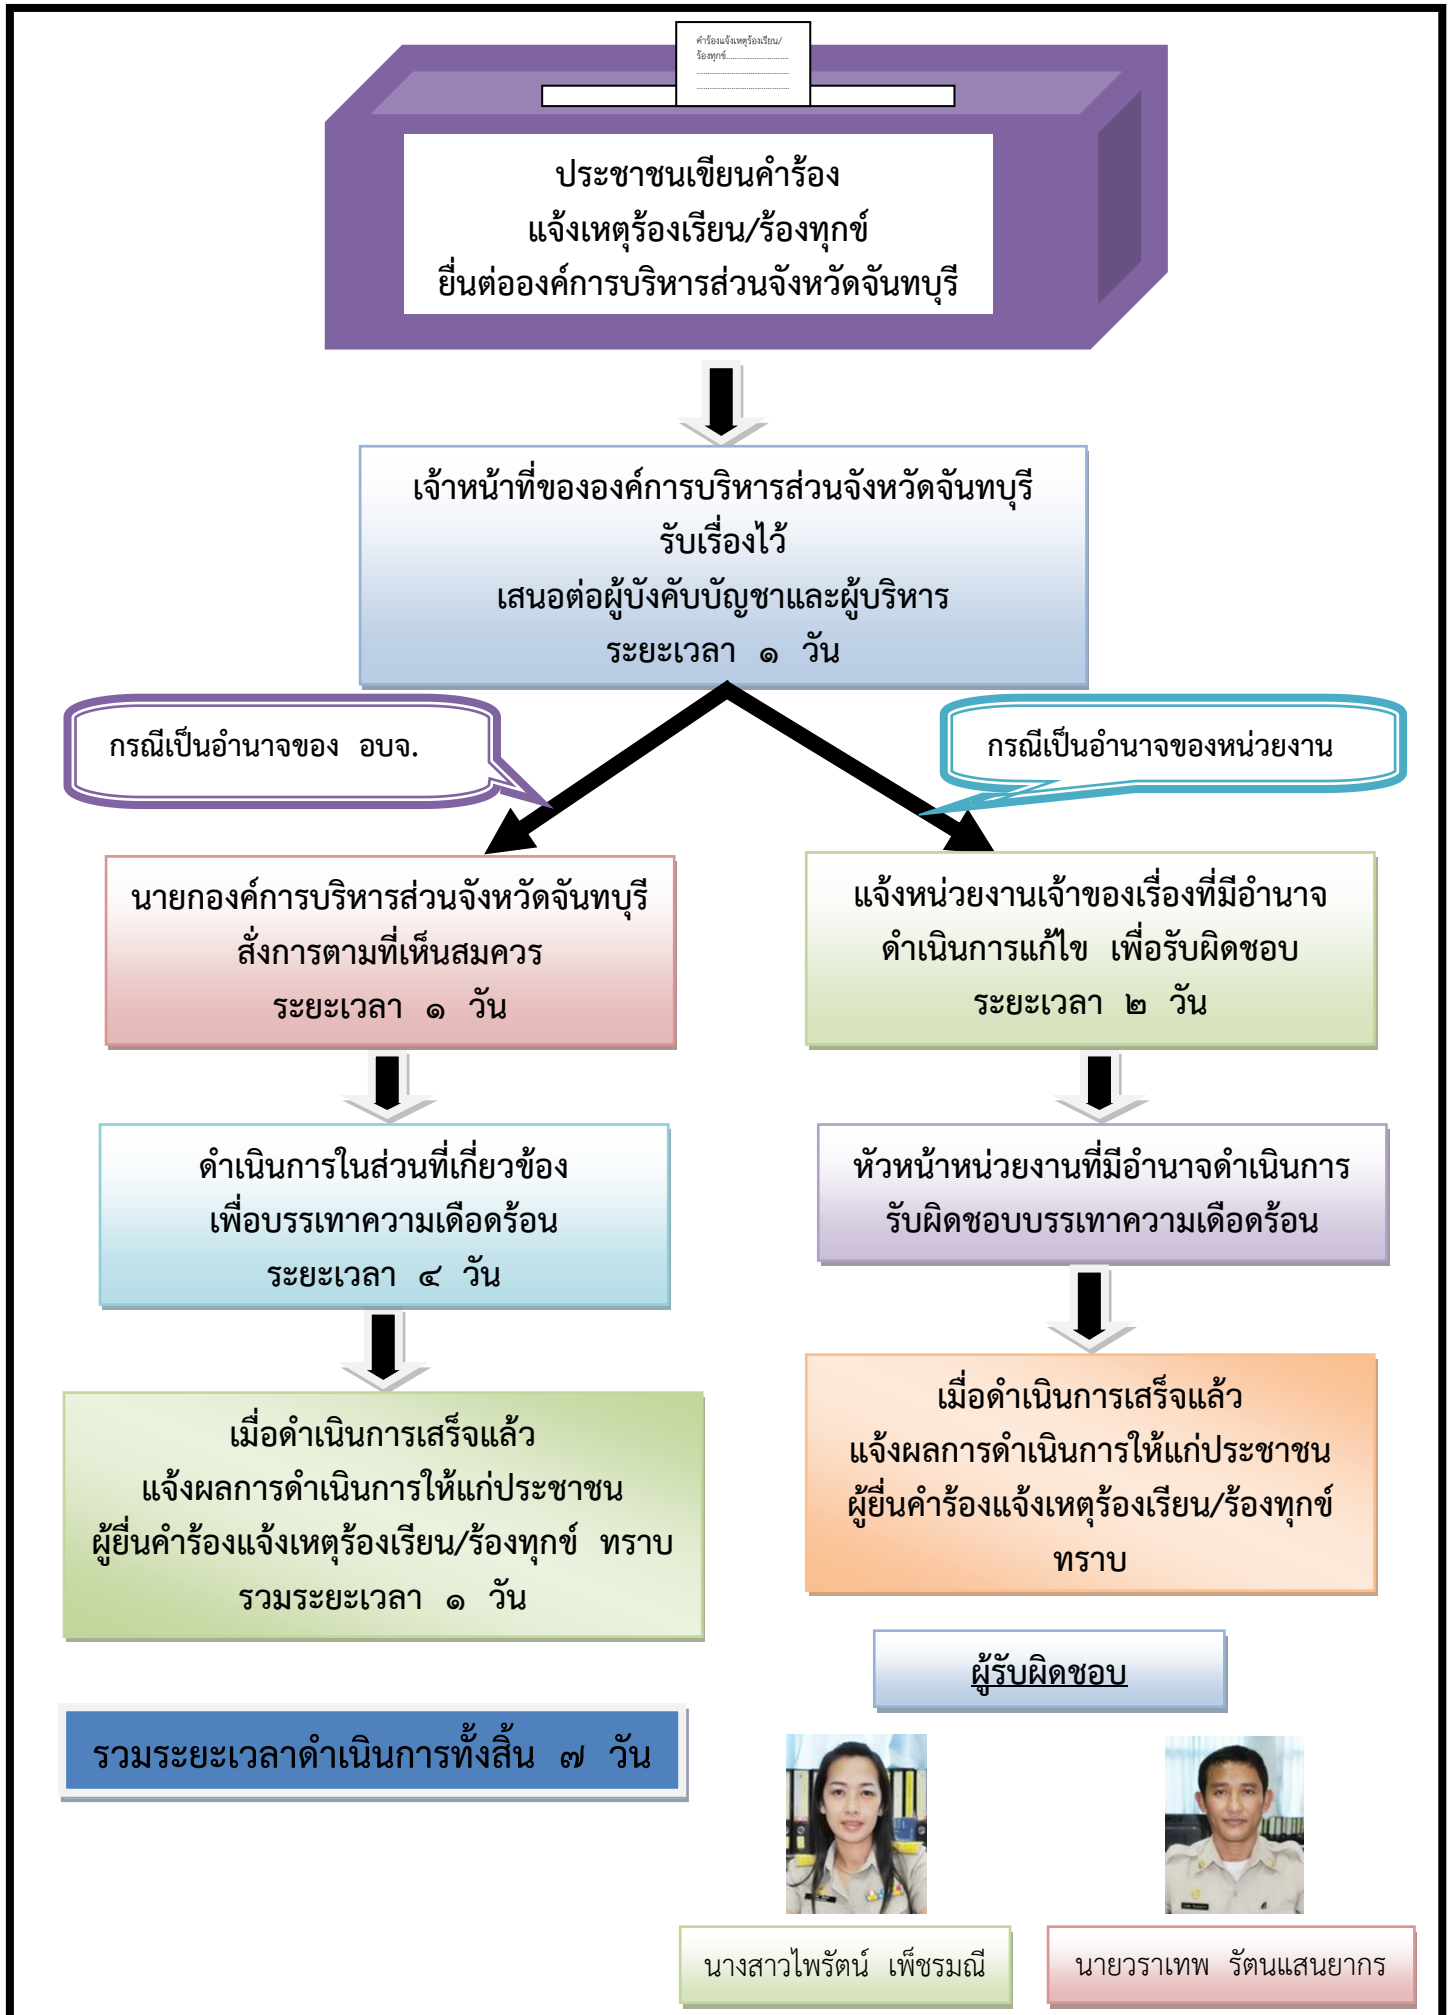 คำร้องแจ้งเหตุร้องเรียน/
ร้องทุกข์..............................
.............................................
.............................................
ประชาชนเขียนคำร้อง
แจ้งเหตุร้องเรียน/ร้องทุกข์
ยื่นต่อองค์การบริหารส่วนจังหวัดจันทบุรี
เจ้าหน้าที่ขององค์การบริหารส่วนจังหวัดจันทบุรี
รับเรื่องไว้
เสนอต่อผู้บังคับบัญชาและผู้บริหาร
ระยะเวลา ๑ วัน
กรณีเป็นอำนาจของ อบจ.
กรณีเป็นอำนาจของหน่วยงาน
นายกองค์การบริหารส่วนจังหวัดจันทบุรี
สั่งการตามที่เห็นสมควร
ระยะเวลา ๑ วัน
แจ้งหน่วยงานเจ้าของเรื่องที่มีอำนาจ
ดำเนินการแก้ไข เพื่อรับผิดชอบ
ระยะเวลา ๒ วัน
ดำเนินการในส่วนที่เกี่ยวข้อง
เพื่อบรรเทาความเดือดร้อน
ระยะเวลา ๔ วัน
หัวหน้าหน่วยงานที่มีอำนาจดำเนินการ
รับผิดชอบบรรเทาความเดือดร้อน
เมื่อดำเนินการเสร็จแล้ว
แจ้งผลการดำเนินการให้แก่ประชาชน
ผู้ยื่นคำร้องแจ้งเหตุร้องเรียน/ร้องทุกข์ ทราบ
รวมระยะเวลา ๑ วัน
เมื่อดำเนินการเสร็จแล้ว
แจ้งผลการดำเนินการให้แก่ประชาชน
ผู้ยื่นคำร้องแจ้งเหตุร้องเรียน/ร้องทุกข์
ทราบ
ผู้รับผิดชอบ
รวมระยะเวลาดำเนินการทั้งสิ้น ๗ วัน
นางสาวไพรัตน์ เพ็ชรมณี
นายวราเทพ รัตนแสนยากร